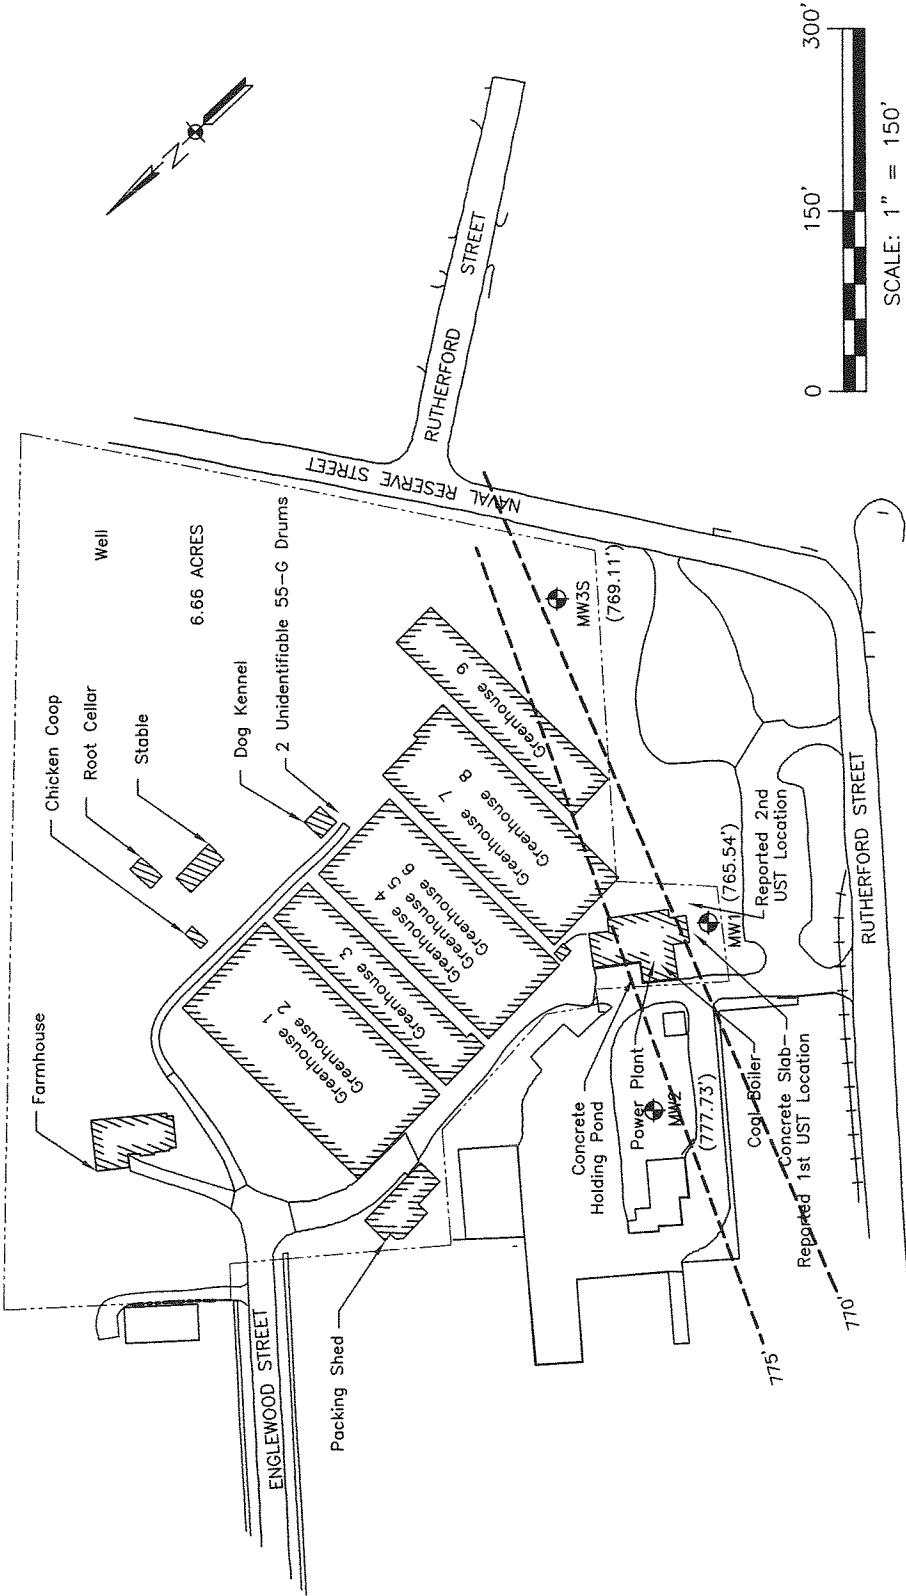 N
300'
150'
0
SCALE: 1" = 150'
RUTHERFORD STREET
NAVAL RESERVE STREET
Well
6.66 ACRES
Chicken Coop
Root Cellar
Stable
Dog Kennel
2 Unidentifiable 55-G Drums
Farmhouse
Greenhouse 1
Greenhouse 2
Greenhouse 3
Greenhouse 4
Greenhouse 5
Greenhouse 6
Greenhouse 7
Greenhouse 8
Greenhouse 9
MW3S
(769.11')
MW1 (765.54')
Reported 2nd
UST Location
RUTHERFORD STREET
Concrete
Holding Pond
Power Plant
MW2
(777.73')
Coal Boiler
Concrete Slab
Reported 1st UST Location
Packing Shed
ENGLEWOOD STREET
775'
770'